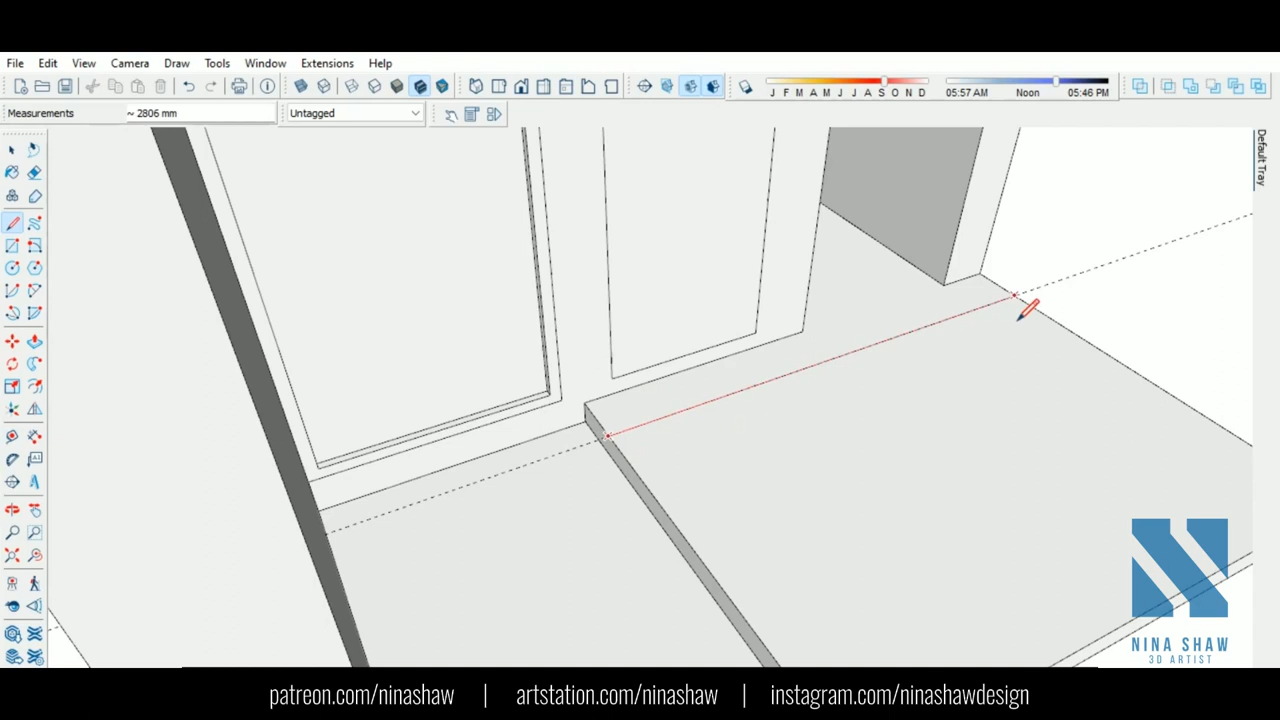 File Edit View Camera Draw Tools Window Extensions Help
J F M A M J J A S O N D 05:57 AM Noon 05:46 PM
Measurements ~ 2806 mm Untagged
Default Tray
NINA SHAW
3D ARTIST
patreon.com/ninashaw | artstation.com/ninashaw | instagram.com/ninashawdesign